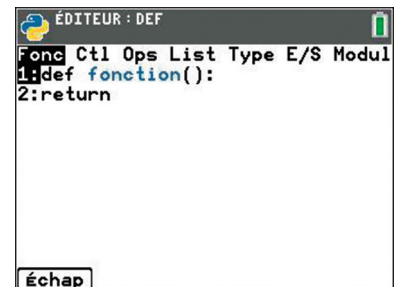 ÉDITEUR : DEF
Fonc Ctl Ops List Type E/S Modul
1:def fonction():
2:return
Échap